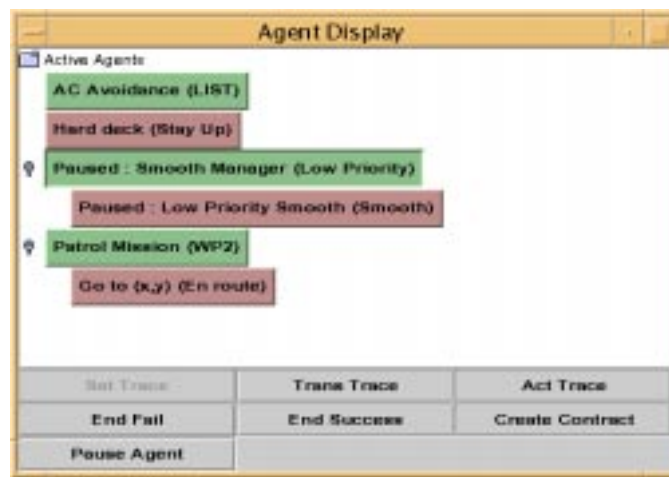 Agent Display
Active Agents
AC Avoidance (LIST)
Hard deck (Stay Up)
Paused : Smooth Manager (Low Priority)
Paused : Low Priority Smooth (Smooth)
Patrol Mission (WP2)
Go to (x,y) (En route)
Set Trace Trans Trace Act Trace
End Fail End Success Create Contract
Pause Agent